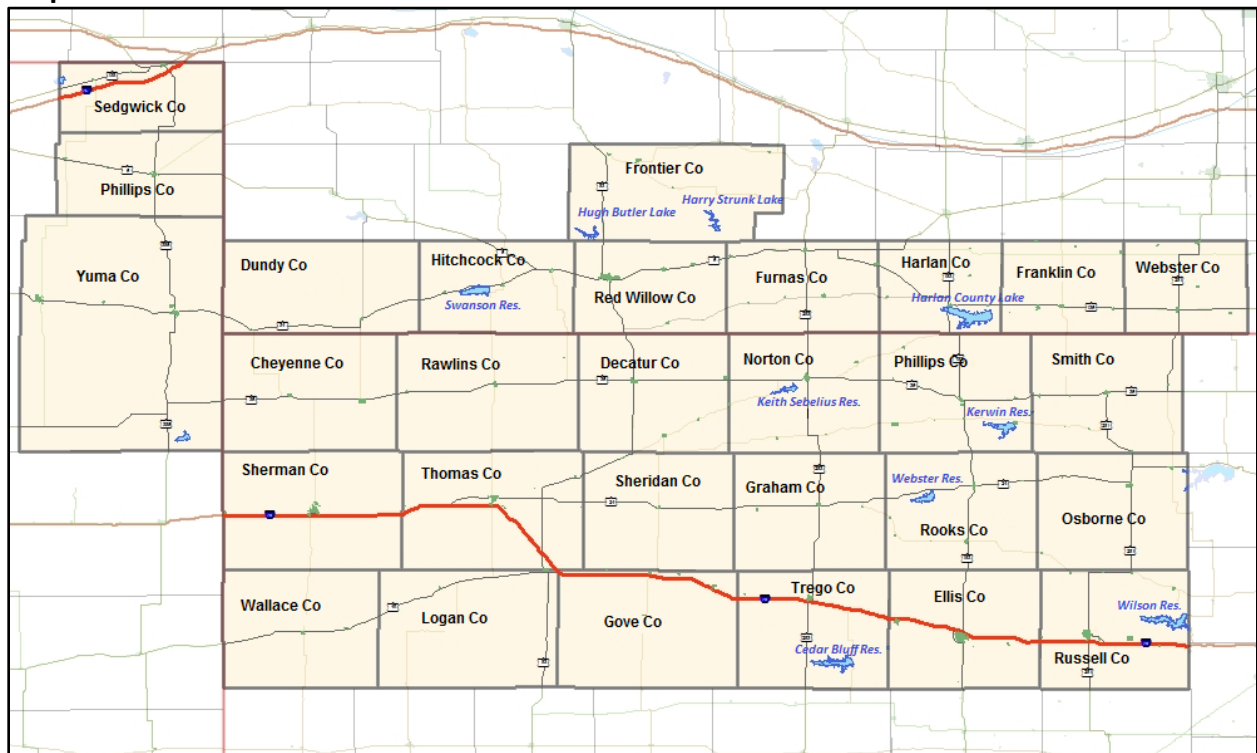 Sedgwick Co
Phillips Co
Frontier Co
Hugh Butler Lake
Harry Strunk Lake
Yuma Co
Dundy Co
Hitchcock Co
Swanson Res.
Red Willow Co
Furnas Co
Harlan Co
Harlan County Lake
Franklin Co
Webster Co
Cheyenne Co
Rawlins Co
Decatur Co
Norton Co
Keith Sebelius Res.
Phillips Co
Kerwin Res.
Smith Co
Sherman Co
Thomas Co
Sheridan Co
Graham Co
Webster Res.
Rooks Co
Osborne Co
Wallace Co
Logan Co
Gove Co
Trego Co
Cedar Bluff Res.
Ellis Co
Wilson Res.
Russell Co